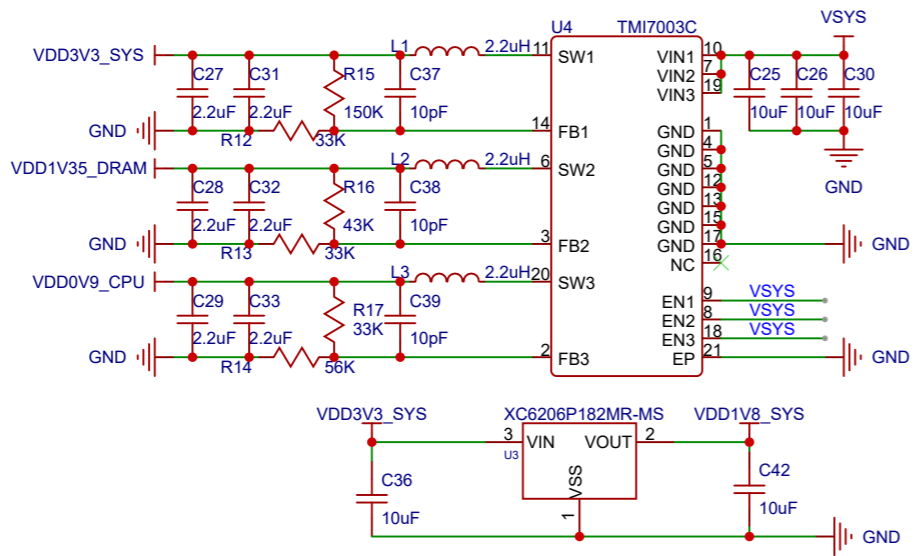 U4 TMI7003C VSYS
VDD3V3_SYS L1 2.2uH 11 SW1 VIN1 10
C27 C31 R15 C37 VIN2 7 C25 C26 C30
2.2uF 2.2uF 150K 10pF VIN3 19 10uF 10uF 10uF
GND R12 33K 14 FB1 GND 1
VDD1V35_DRAM L2 2.2uH 6 SW2 GND 4
GND 5
C28 C32 R16 C38 GND 12 GND
2.2uF 2.2uF 43K 10pF GND 13
GND 15
GND R13 33K 3 FB2 GND 17 GND
NC 16
VDD0V9_CPU L3 2.2uH 20 SW3
C29 C33 R17 C39 EN1 9 VSYS
2.2uF 2.2uF 33K 10pF EN2 8 VSYS
EN3 18 VSYS
GND R14 56K 2 FB3 EP 21 GND
VDD3V3_SYS XC6206P182MR-MS VDD1V8_SYS
3 VIN VOUT 2
U3
C36 VSS C42
10uF 1 10uF
GND